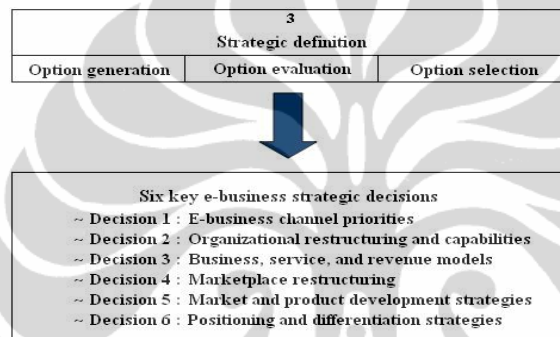 3
Strategic definition
Option generation Option evaluation Option selection
Six key e-business strategic decisions
~ Decision 1 : E-business channel priorities
~ Decision 2 : Organizational restructuring and capabilities
~ Decision 3 : Business, service, and revenue models
~ Decision 4 : Marketplace restructuring
~ Decision 5 : Market and product development strategies
~ Decision 6 : Positioning and differentiation strategies